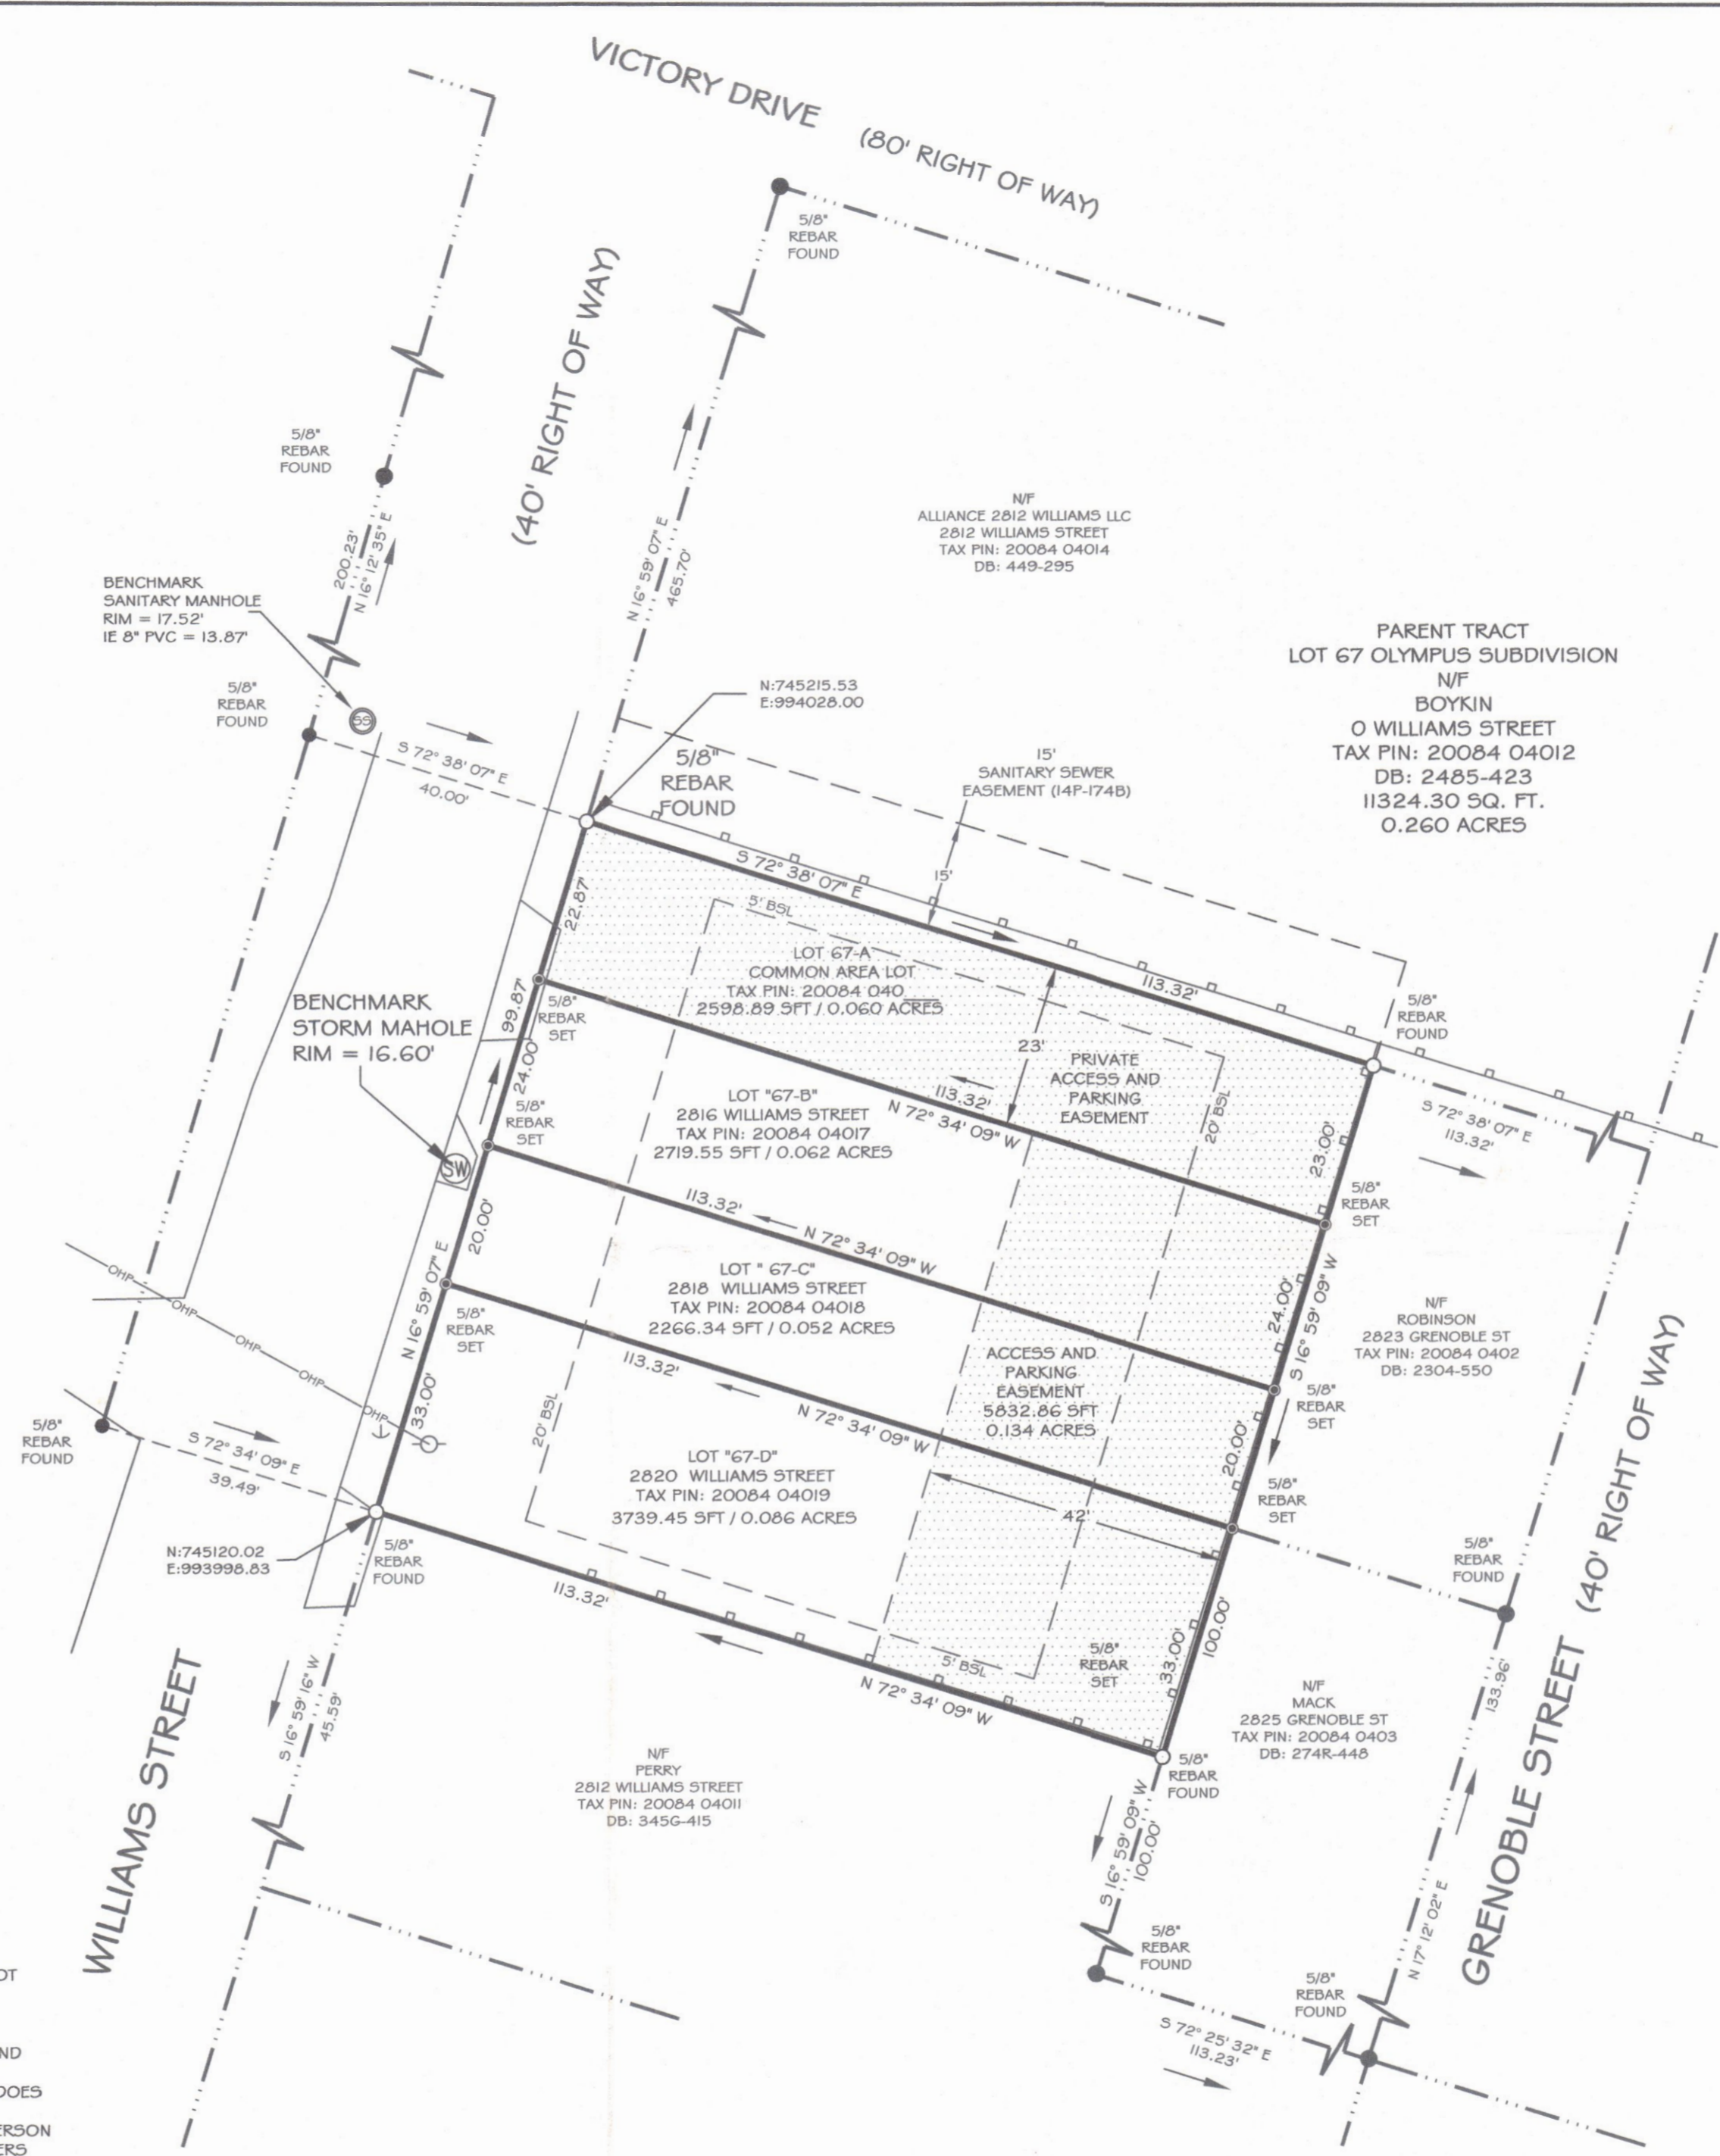 VICTORY DRIVE (80' RIGHT OF WAY)
5/8"
REBAR
FOUND
(40' RIGHT OF WAY)
5/8"
REBAR
FOUND
200.23'
N 16° 12' 35" E
N 16° 59' 07" E
465.70'
N/F
ALLIANCE 2812 WILLIAMS LLC
2812 WILLIAMS STREET
TAX PIN: 20084 04014
DB: 449-295
BENCHMARK
SANITARY MANHOLE
RIM = 17.52'
IE 8" PVC = 13.87'
PARENT TRACT
LOT 67 OLYMPUS SUBDIVISION
N/F
BOYKIN
0 WILLIAMS STREET
TAX PIN: 20084 04012
DB: 2485-423
11324.30 SQ. FT.
0.260 ACRES
5/8"
REBAR
FOUND
SS
N:745215.53
E:994028.00
S 72° 38' 07" E
40.00'
5/8"
REBAR
FOUND
15'
SANITARY SEWER
EASEMENT (14P-174B)
S 72° 38' 07" E
15'
22.87'
5' BSL
LOT 67-A
COMMON AREA LOT
TAX PIN: 20084 040___
2598.89 SFT / 0.060 ACRES
113.32'
5/8"
REBAR
FOUND
BENCHMARK
STORM MAHOLE
RIM = 16.60'
99.87'
5/8"
REBAR
SET
24.00'
23'
PRIVATE
ACCESS AND
PARKING
EASEMENT
113.32'
N 72° 34' 09" W
20' BSL
23.00'
S 72° 38' 07" E
113.32'
5/8"
REBAR
SET
LOT "67-B"
2816 WILLIAMS STREET
TAX PIN: 20084 04017
2719.55 SFT / 0.062 ACRES
SW
5/8"
REBAR
SET
113.32'
N 72° 34' 09" W
20.00'
N 16° 59' 07" E
LOT " 67-C"
2818 WILLIAMS STREET
TAX PIN: 20084 04018
2266.34 SFT / 0.052 ACRES
24.00'
S 16° 59' 09" W
N/F
ROBINSON
2823 GRENOBLE ST
TAX PIN: 20084 0402
DB: 2304-550
OHP
OHP
OHP
OHP
OHP
5/8"
REBAR
SET
113.32'
N 72° 34' 09" W
ACCESS AND
PARKING
EASEMENT
5832.86 SFT
0.134 ACRES
5/8"
REBAR
SET
33.00'
20' BSL
20.00'
5/8"
REBAR
FOUND
S 72° 34' 09" E
39.49'
LOT "67-D"
2820 WILLIAMS STREET
TAX PIN: 20084 04019
3739.45 SFT / 0.086 ACRES
42'
5/8"
REBAR
SET
N:745120.02
E:993998.83
5/8"
REBAR
FOUND
113.32'
N 72° 34' 09" W
5' BSL
5/8"
REBAR
SET
33.00'
100.00'
5/8"
REBAR
FOUND
133.96'
GRENOBLE STREET (40' RIGHT OF WAY)
WILLIAMS STREET
S 16° 59' 16" W
45.59'
N/F
MACK
2825 GRENOBLE ST
TAX PIN: 20084 0403
DB: 274R-448
N/F
PERRY
2812 WILLIAMS STREET
TAX PIN: 20084 04011
DB: 345G-415
5/8"
REBAR
FOUND
S 16° 59' 09" W
100.00'
N 17° 12' 02" E
5/8"
REBAR
FOUND
5/8"
REBAR
FOUND
S 72° 25' 32" E
113.23'
OT
ND
DOES
ERSON
ERS